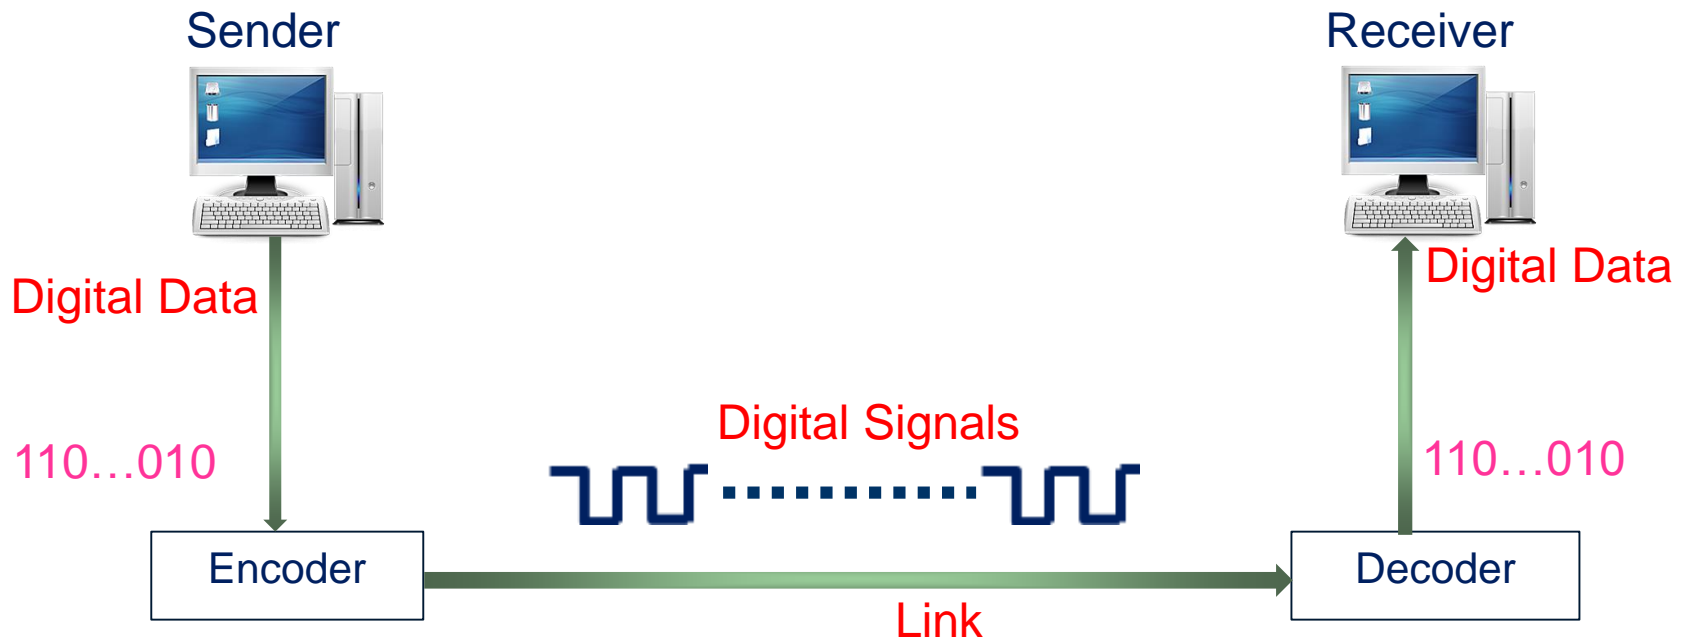 Sender
Receiver
Digital Data
Digital Data
Digital Signals
110…010
110…010
Encoder
Decoder
Link